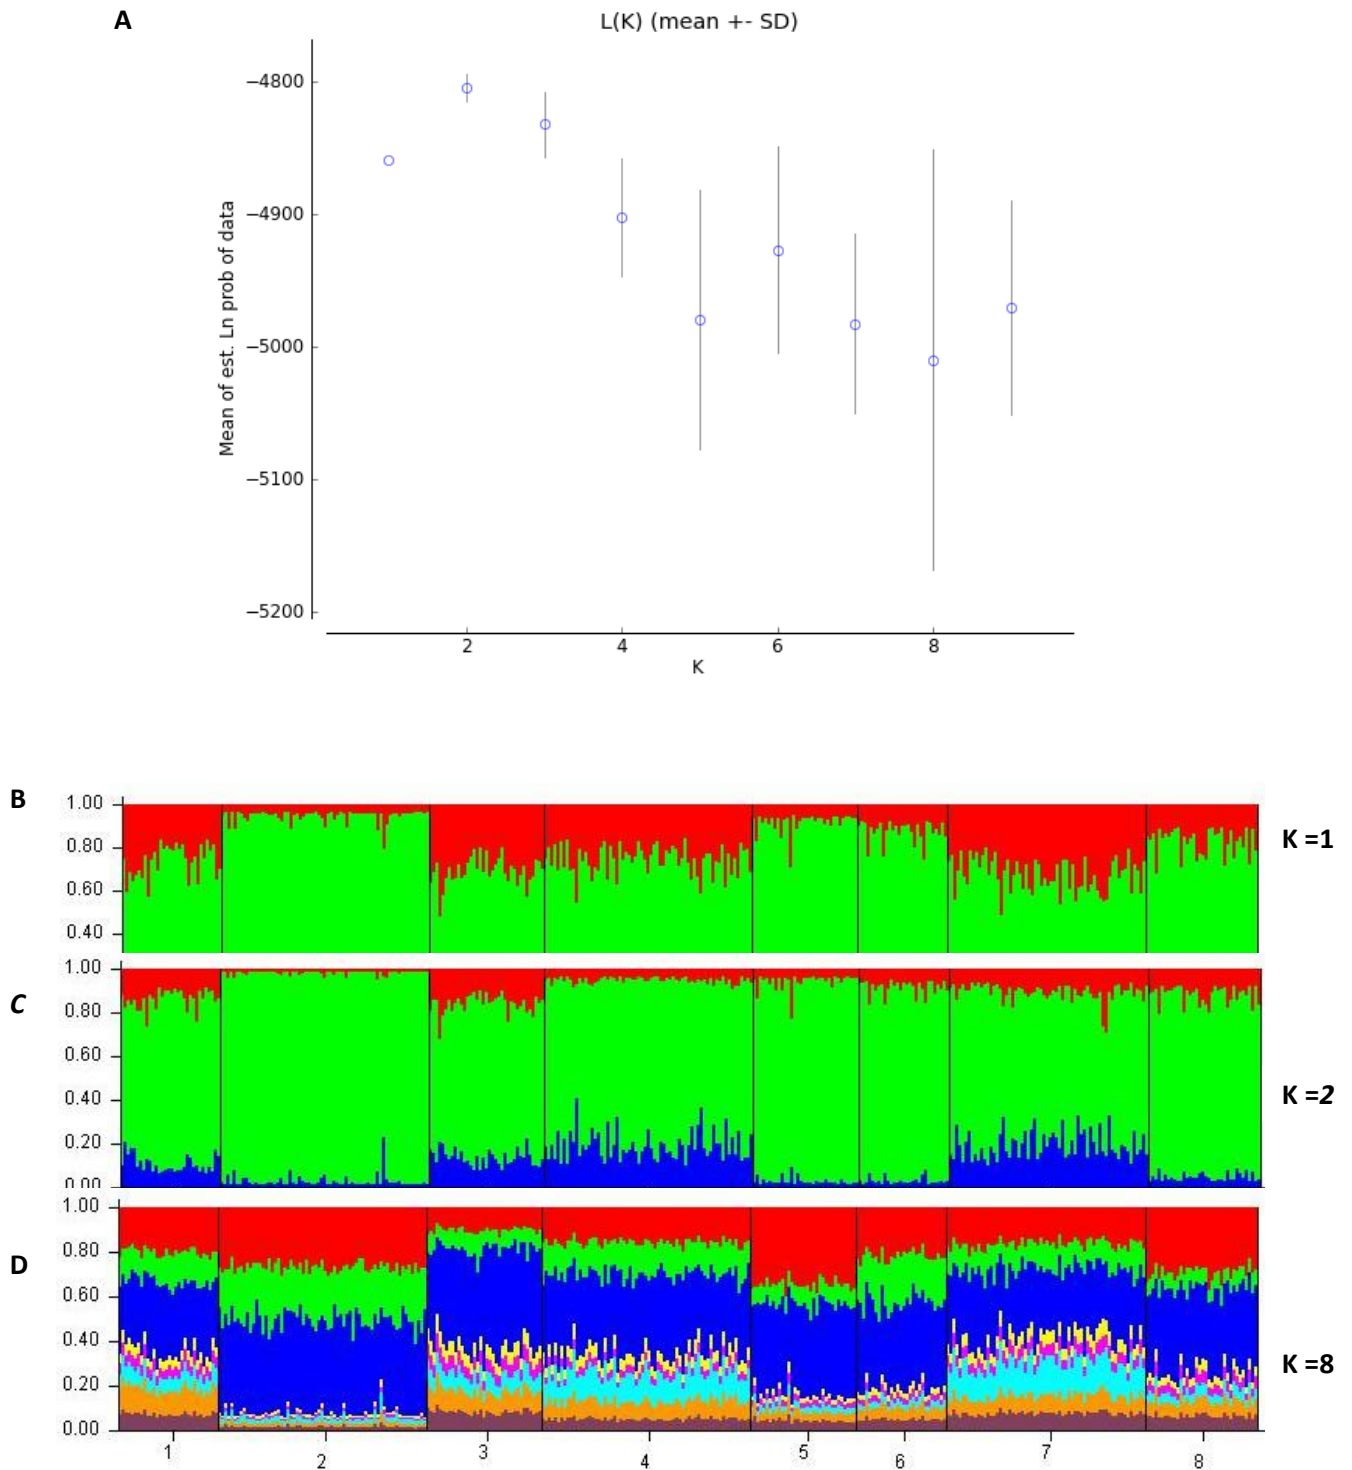 A
L(K) (mean +- SD)
−4800
−4900
−5000
−5100
−5200
Mean of est. Ln prob of data
2 4 6 8
K
B
1.00
0.80
0.60
0.40
K =1
C
1.00
0.80
0.60
0.40
0.20
0.00
K =2
D
1.00
0.80
0.60
0.40
0.20
0.00
K =8
1 2 3 4 5 6 7 8